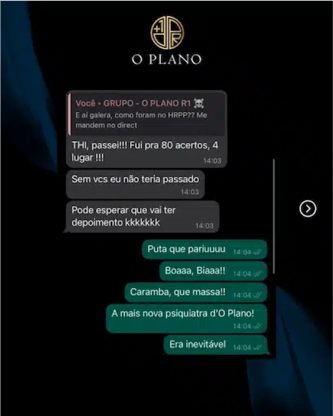 O PLANO
Você • GRUPO - O PLANO R1 ☠️
E aí galera, como foram no HRPP?? Me
mandem no direct
THI, passei!!! Fui pra 80 acertos, 4
lugar !!!
14:03
Sem vcs eu não teria passado
14:03
Pode esperar que vai ter
depoimento kkkkkkk
14:03
Puta que pariuuuu 14:04
Boaaa, Biaaa!! 14:04
Caramba, que massa!! 14:04
A mais nova psiquiatra d'O Plano!
14:04
Era inevitável 14:04